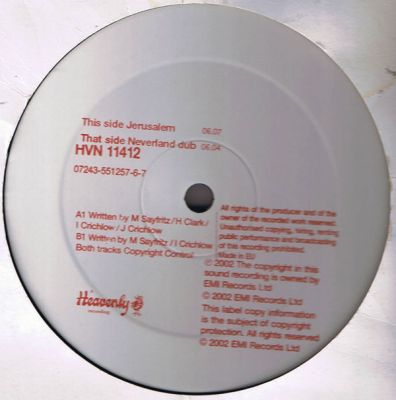 This side Jerusalem 06.07
That side Neverland dub 06.04
HVN 11412
07243-551257-6-7
A1 Written by M Sayfritz/H Clark/
I Crichlow/J Crichlow
B1 Written by M Sayfritz/I Crichlow
Both tracks Copyright Control
Heavenly
recording
All rights of the producer and of the
owner of the recorded work reserved.
Unauthorised copying, hiring, renting
public performance and broadcasting
of this recording prohibited.
Made in EU
℗ 2002 The copyright in this
sound recording is owned by
EMI Records Ltd
© 2002 EMI Records Ltd
This label copy information
is the subject of copyright
protection. All rights reserved
© 2002 EMI Records Ltd